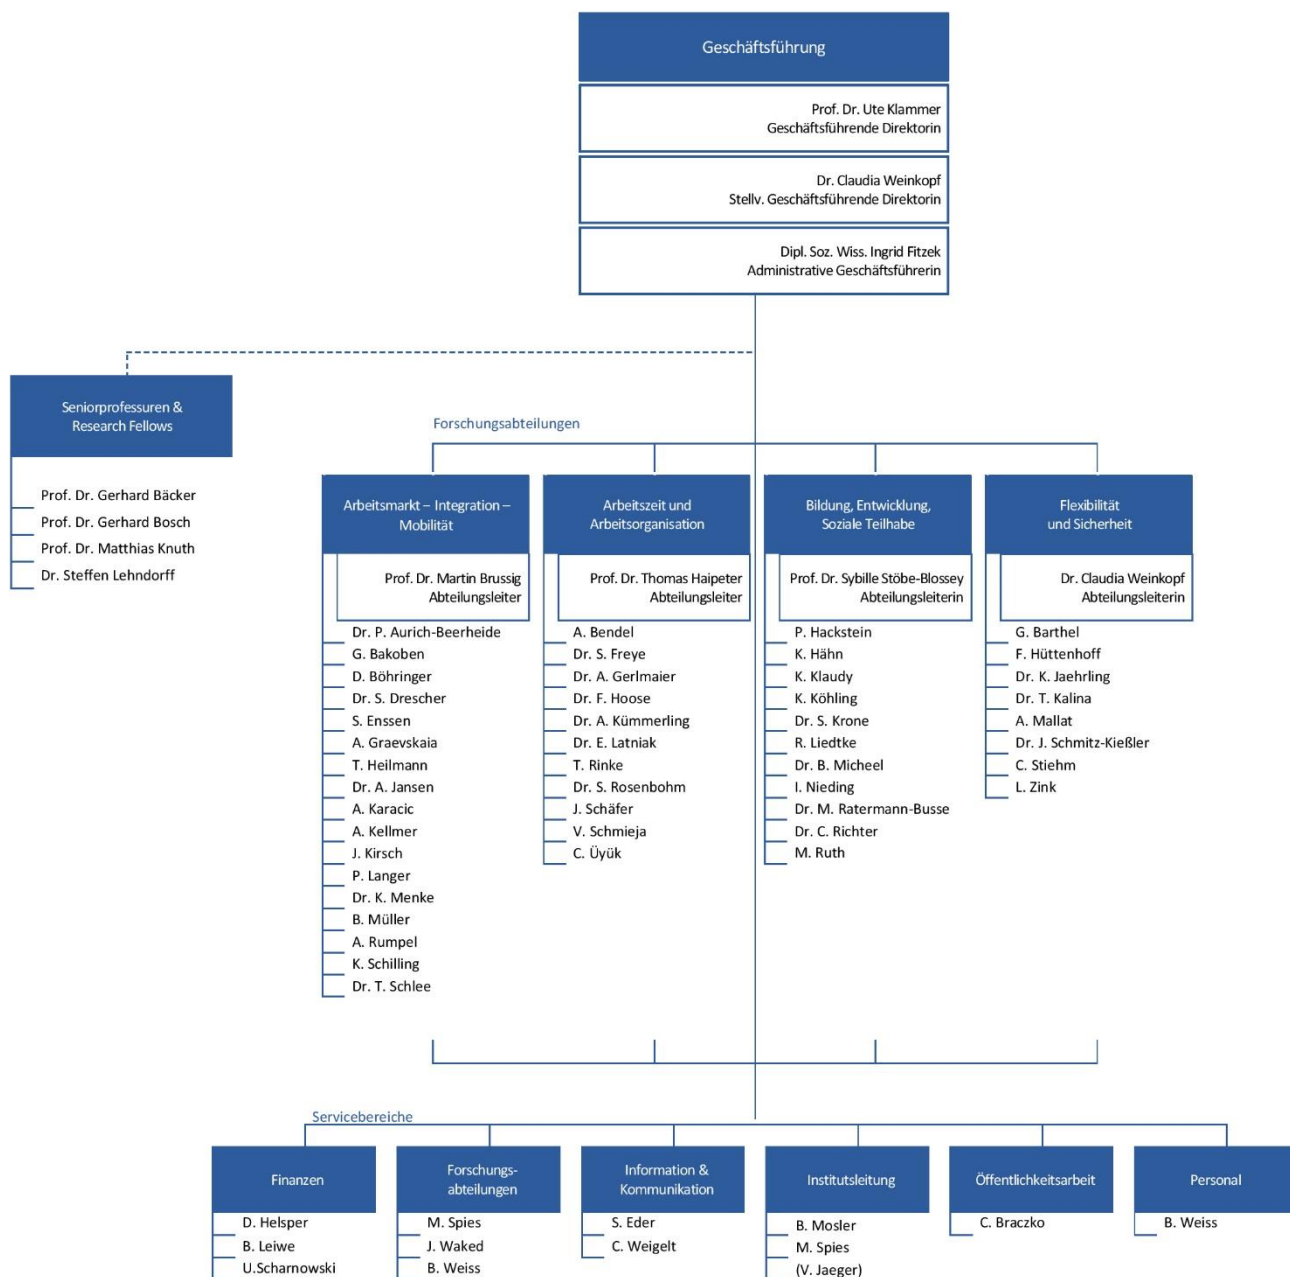 Geschäftsführung
Prof. Dr. Ute Klammer
Geschäftsführende Direktorin
Dr. Claudia Weinkopf
Stellv. Geschäftsführende Direktorin
Dipl. Soz. Wiss. Ingrid Fitzek
Administrative Geschäftsführerin
Seniorprofessuren &
Research Fellows
Prof. Dr. Gerhard Bäcker
Prof. Dr. Gerhard Bosch
Prof. Dr. Matthias Knuth
Dr. Steffen Lehndorff
Forschungsabteilungen
Arbeitsmarkt – Integration –
Mobilität
Prof. Dr. Martin Brussig
Abteilungsleiter
Dr. P. Aurich-Beerheide
G. Bakoben
D. Böhringer
Dr. S. Drescher
S. Enssen
A. Graevskaia
T. Heilmann
Dr. A. Jansen
A. Karacic
A. Kellmer
J. Kirsch
P. Langer
Dr. K. Menke
B. Müller
A. Rumpel
K. Schilling
Dr. T. Schlee
Arbeitszeit und
Arbeitsorganisation
Prof. Dr. Thomas Haipeter
Abteilungsleiter
A. Bendel
Dr. S. Freye
Dr. A. Gerlmaier
Dr. F. Hoose
Dr. A. Kümmerling
Dr. E. Latniak
T. Rinke
Dr. S. Rosenbohm
J. Schäfer
V. Schmieja
C. Üyük
Bildung, Entwicklung,
Soziale Teilhabe
Prof. Dr. Sybille Stöbe-Blossey
Abteilungsleiterin
P. Hackstein
K. Hähn
K. Klaudy
K. Köhling
Dr. S. Krone
R. Liedtke
Dr. B. Micheel
I. Nieding
Dr. M. Ratermann-Busse
Dr. C. Richter
M. Ruth
Flexibilität
und Sicherheit
Dr. Claudia Weinkopf
Abteilungsleiterin
G. Barthel
F. Hüttenhoff
Dr. K. Jaehrling
Dr. T. Kalina
A. Mallat
Dr. J. Schmitz-Kießler
C. Stiehm
L. Zink
Servicebereiche
Finanzen
D. Helsper
B. Leiwe
U.Scharnowski
Forschungs-
abteilungen
M. Spies
J. Waked
B. Weiss
Information &
Kommunikation
S. Eder
C. Weigelt
Institutsleitung
B. Mosler
M. Spies
(V. Jaeger)
Öffentlichkeitsarbeit
C. Braczko
Personal
B. Weiss